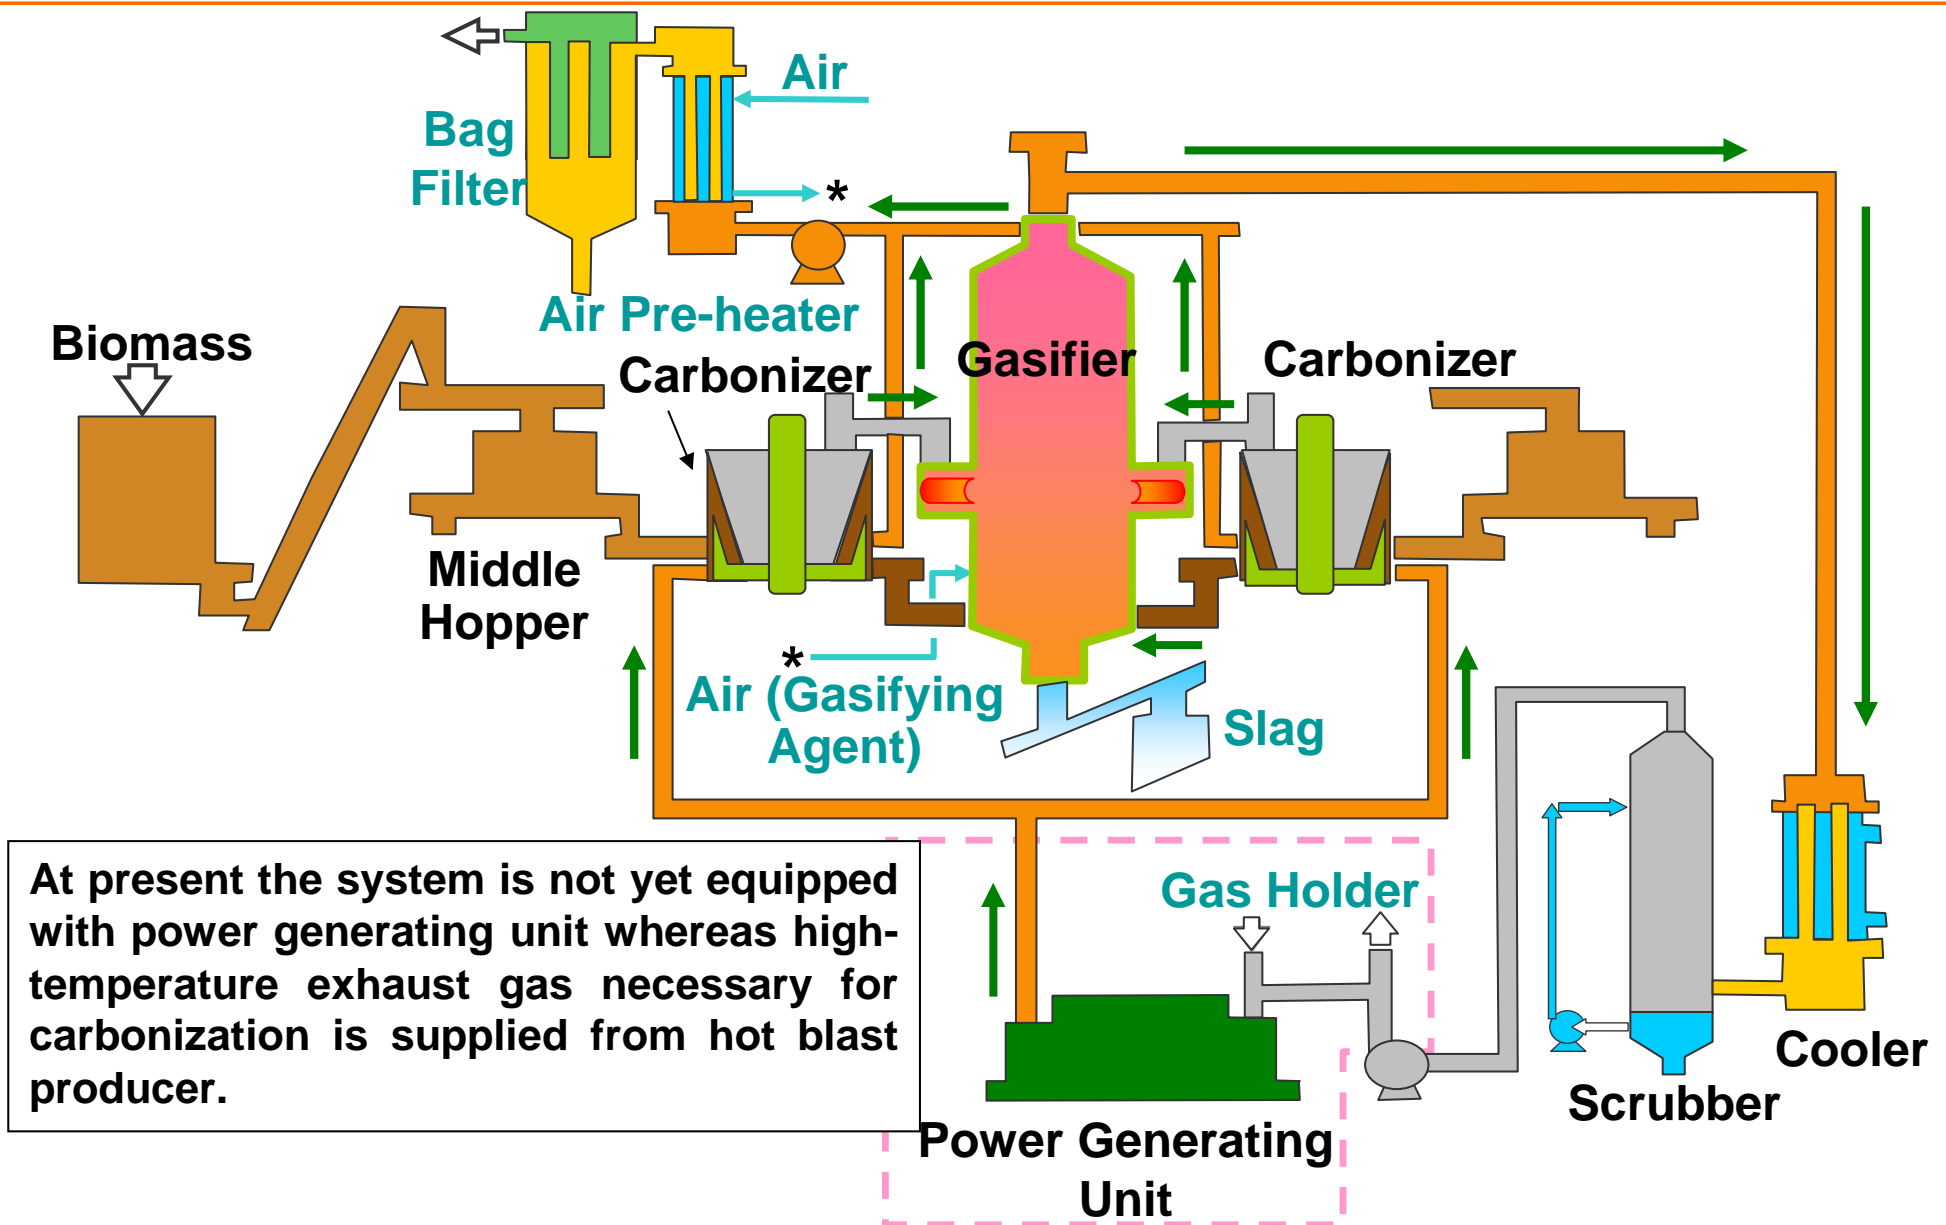 Air
Bag
Filter
*
Air Pre-heater
Biomass
Carbonizer
Gasifier
Carbonizer
Middle
Hopper
*
Air (Gasifying
Agent)
Slag
At present the system is not yet equipped
with power generating unit whereas high-
temperature exhaust gas necessary for
carbonization is supplied from hot blast
producer.
Gas Holder
Cooler
Scrubber
Power Generating
Unit